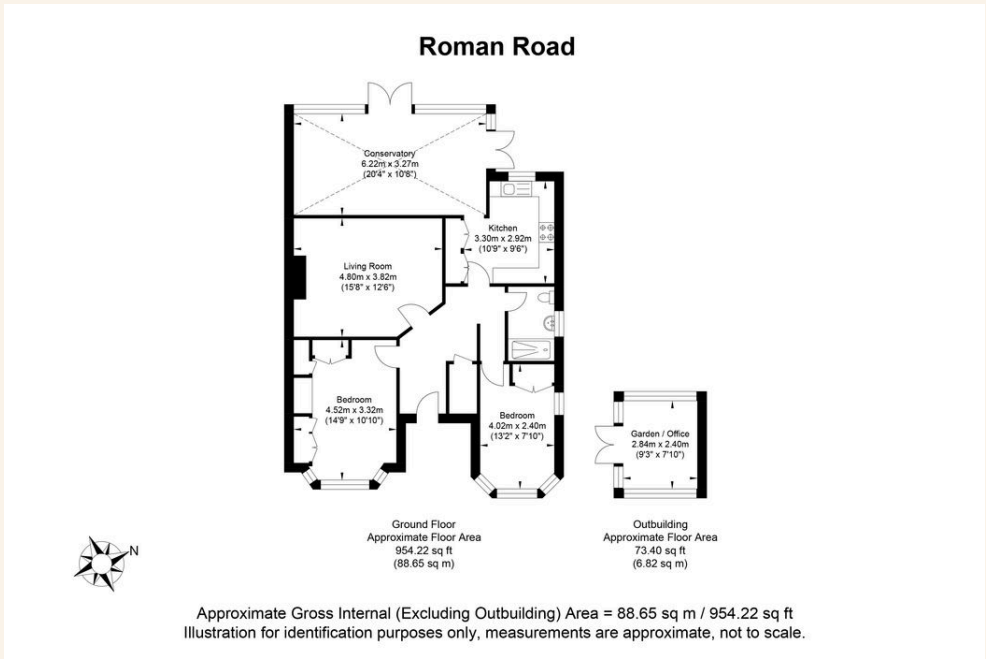 Roman Road
Conservatory
6.22m x 3.27m
(20'4" x 10'8")
Kitchen
3.30m x 2.92m
(10'9" x 9'6")
Living Room
4.80m x 3.82m
(15'8" x 12'6")
Bedroom
4.52m x 3.32m
(14'9" x 10'10")
Bedroom
4.02m x 2.40m
(13'2" x 7'10")
Garden / Office
2.84m x 2.40m
(9'3" x 7'10")
Ground Floor
Approximate Floor Area
954.22 sq ft
(88.65 sq m)
Outbuilding
Approximate Floor Area
73.40 sq ft
(6.82 sq m)
N
Approximate Gross Internal (Excluding Outbuilding) Area = 88.65 sq m / 954.22 sq ft
Illustration for identification purposes only, measurements are approximate, not to scale.